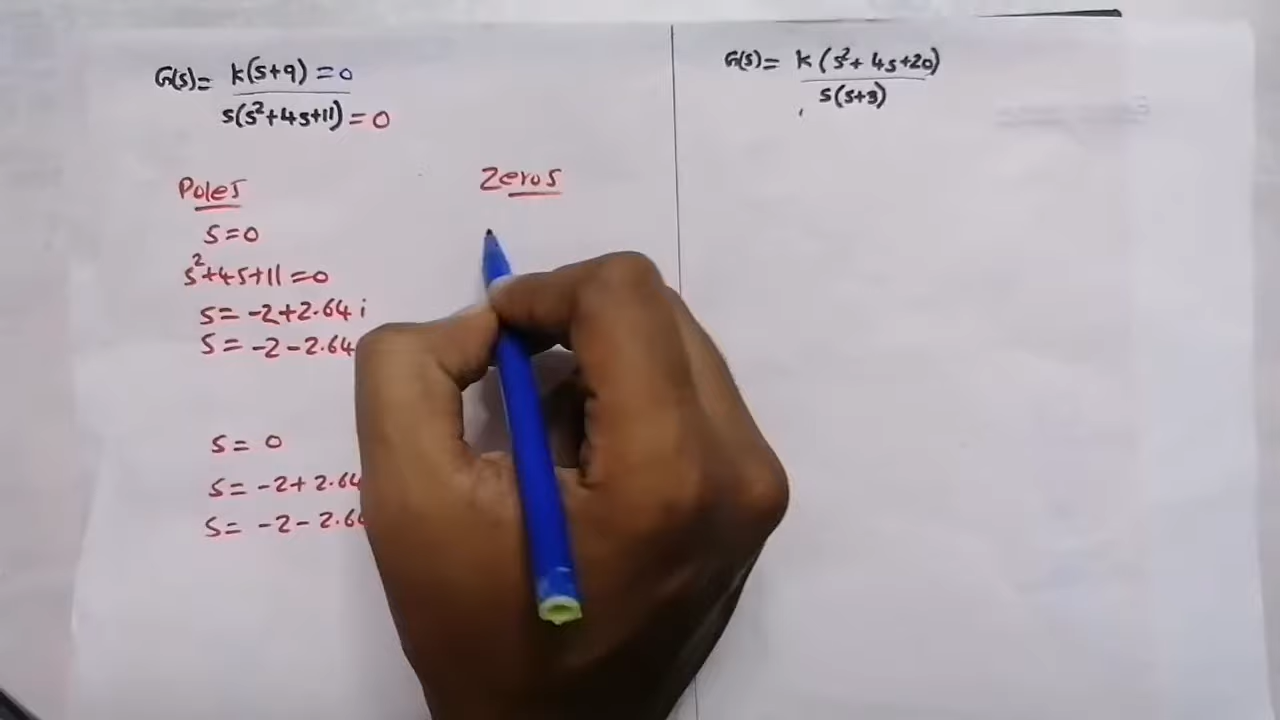 G(s)= k(s+9) =0
s(s²+4s+11) = 0
Poles
s=0
s²+4s+11=0
s= -2+2.64 i
s= -2-2.64
s= 0
s= -2+2.64
s= -2-2.64
Zeros
G(s)= k(s²+4s+20)
s(s+3)